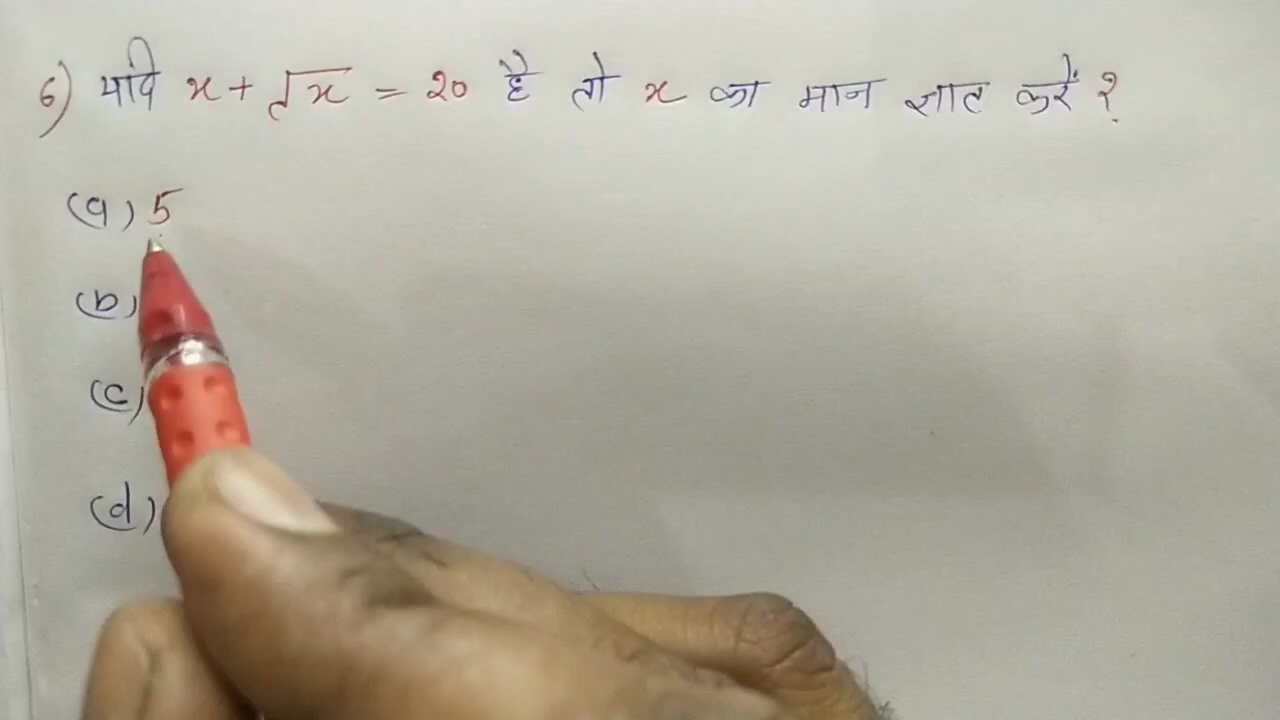 6) यदि x + √x = 20 है तो x का मान ज्ञात करें ?
(a) 5
(b)
(c)
(d)